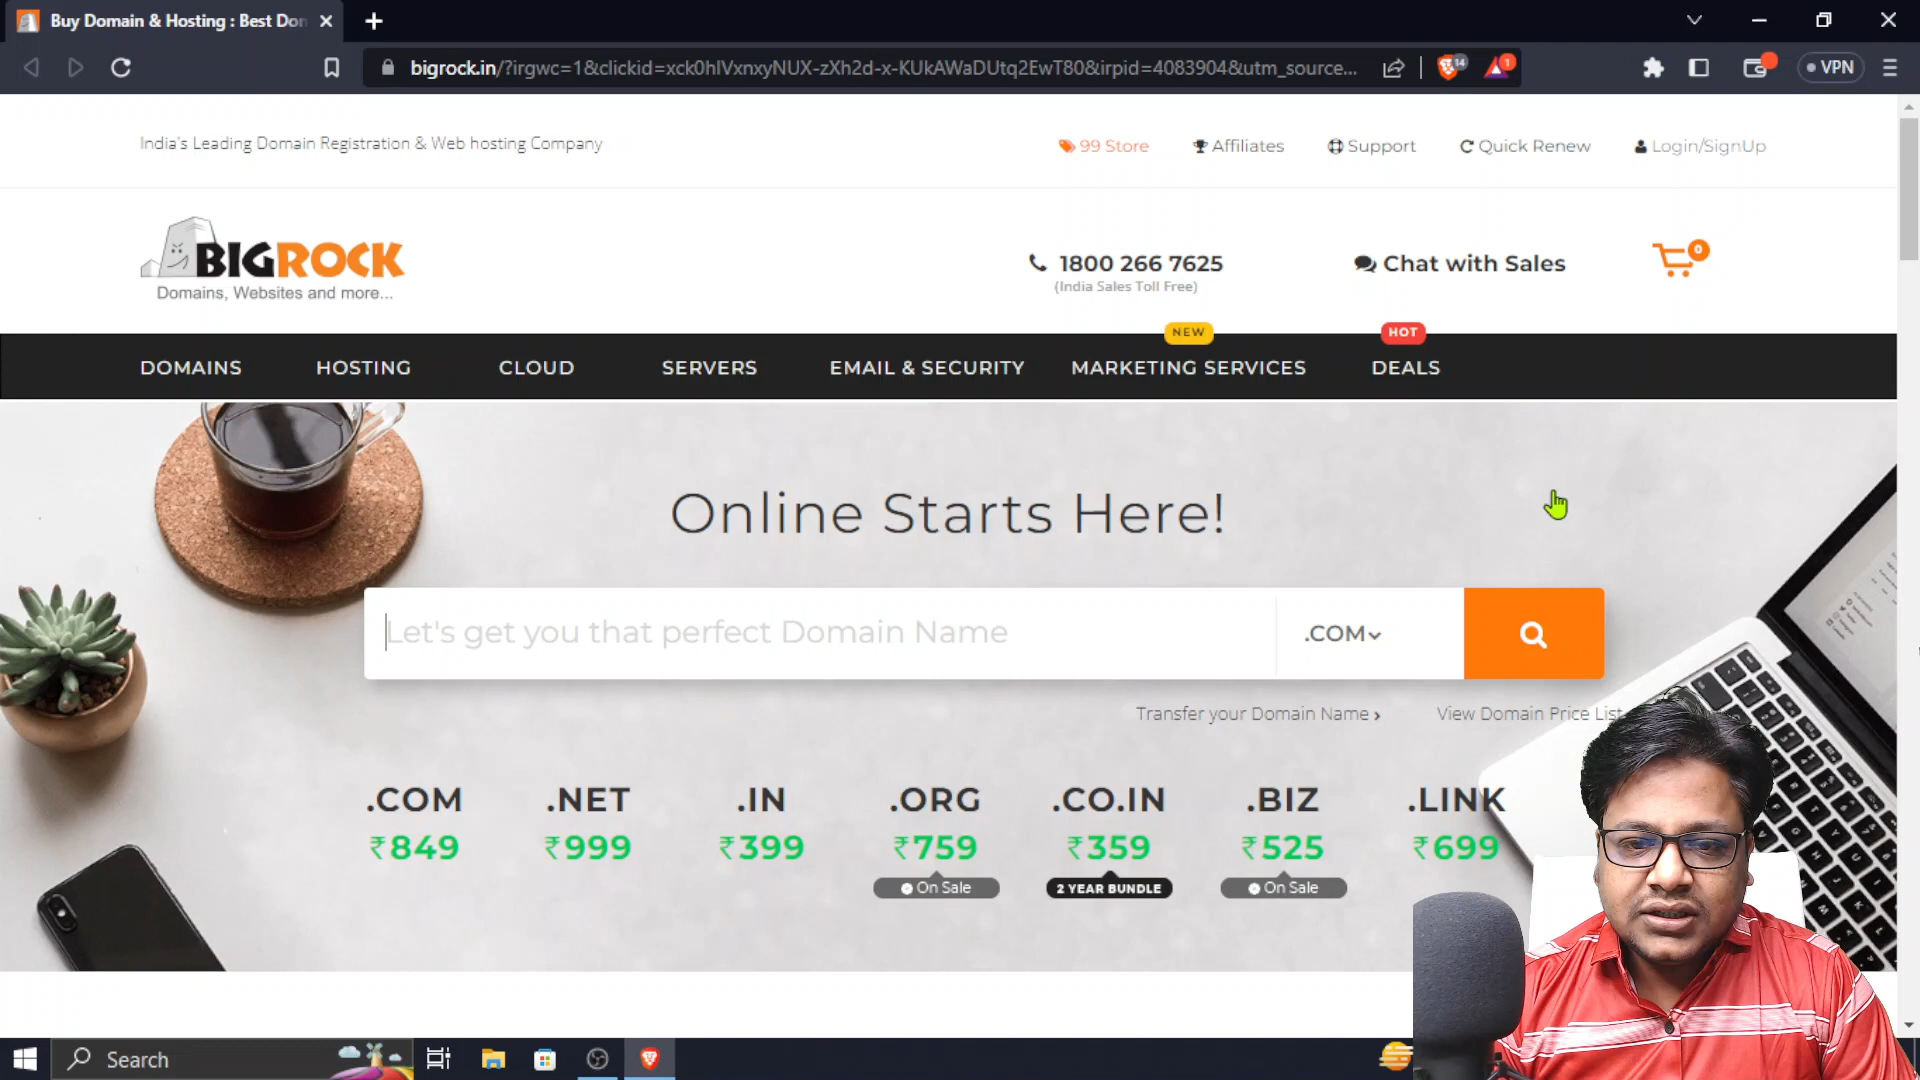 Buy Domain & Hosting : Best Don
bigrock.in/?irgwc=1&clickid=xck0hIVxnxyNUX-zXh2d-x-KUkAWaDUtq2EwT80&irpid=4083904&utm_source...
14
1
VPN
India's Leading Domain Registration & Web hosting Company
99 Store
Affiliates
Support
Quick Renew
Login/SignUp
BIGROCK
Domains, Websites and more...
1800 266 7625
(India Sales Toll Free)
Chat with Sales
0
NEW
HOT
DOMAINS
HOSTING
CLOUD
SERVERS
EMAIL & SECURITY
MARKETING SERVICES
DEALS
Online Starts Here!
Let's get you that perfect Domain Name
.COM
Transfer your Domain Name ›
View Domain Price List
.COM
.NET
.IN
.ORG
.CO.IN
.BIZ
.LINK
₹849
₹999
₹399
₹759
₹359
₹525
₹699
On Sale
2 YEAR BUNDLE
On Sale
Search